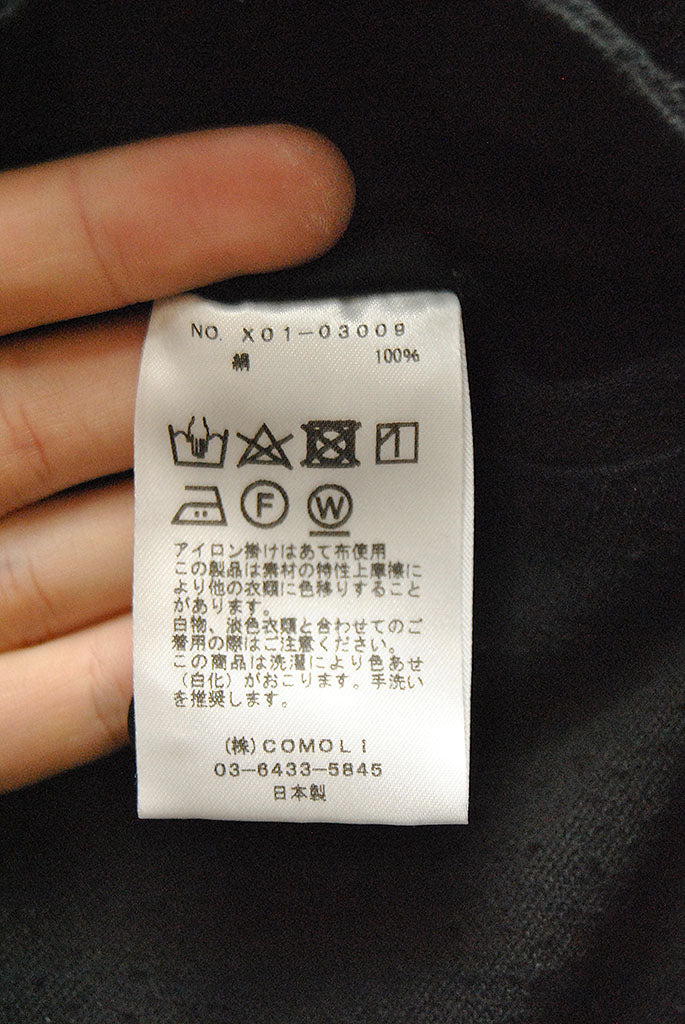 NO. X01-03009
絹 100%
F W
アイロン掛けはあて布使用
この製品は素材の特性上摩擦に
より他の衣類に色移りすること
があります。
白物、淡色衣類と合わせてのご
着用の際はご注意ください。
この商品は洗濯により色あせ
(白化)がおこります。手洗い
を推奨します。
(株)COMOLI
03-6433-5845
日本製